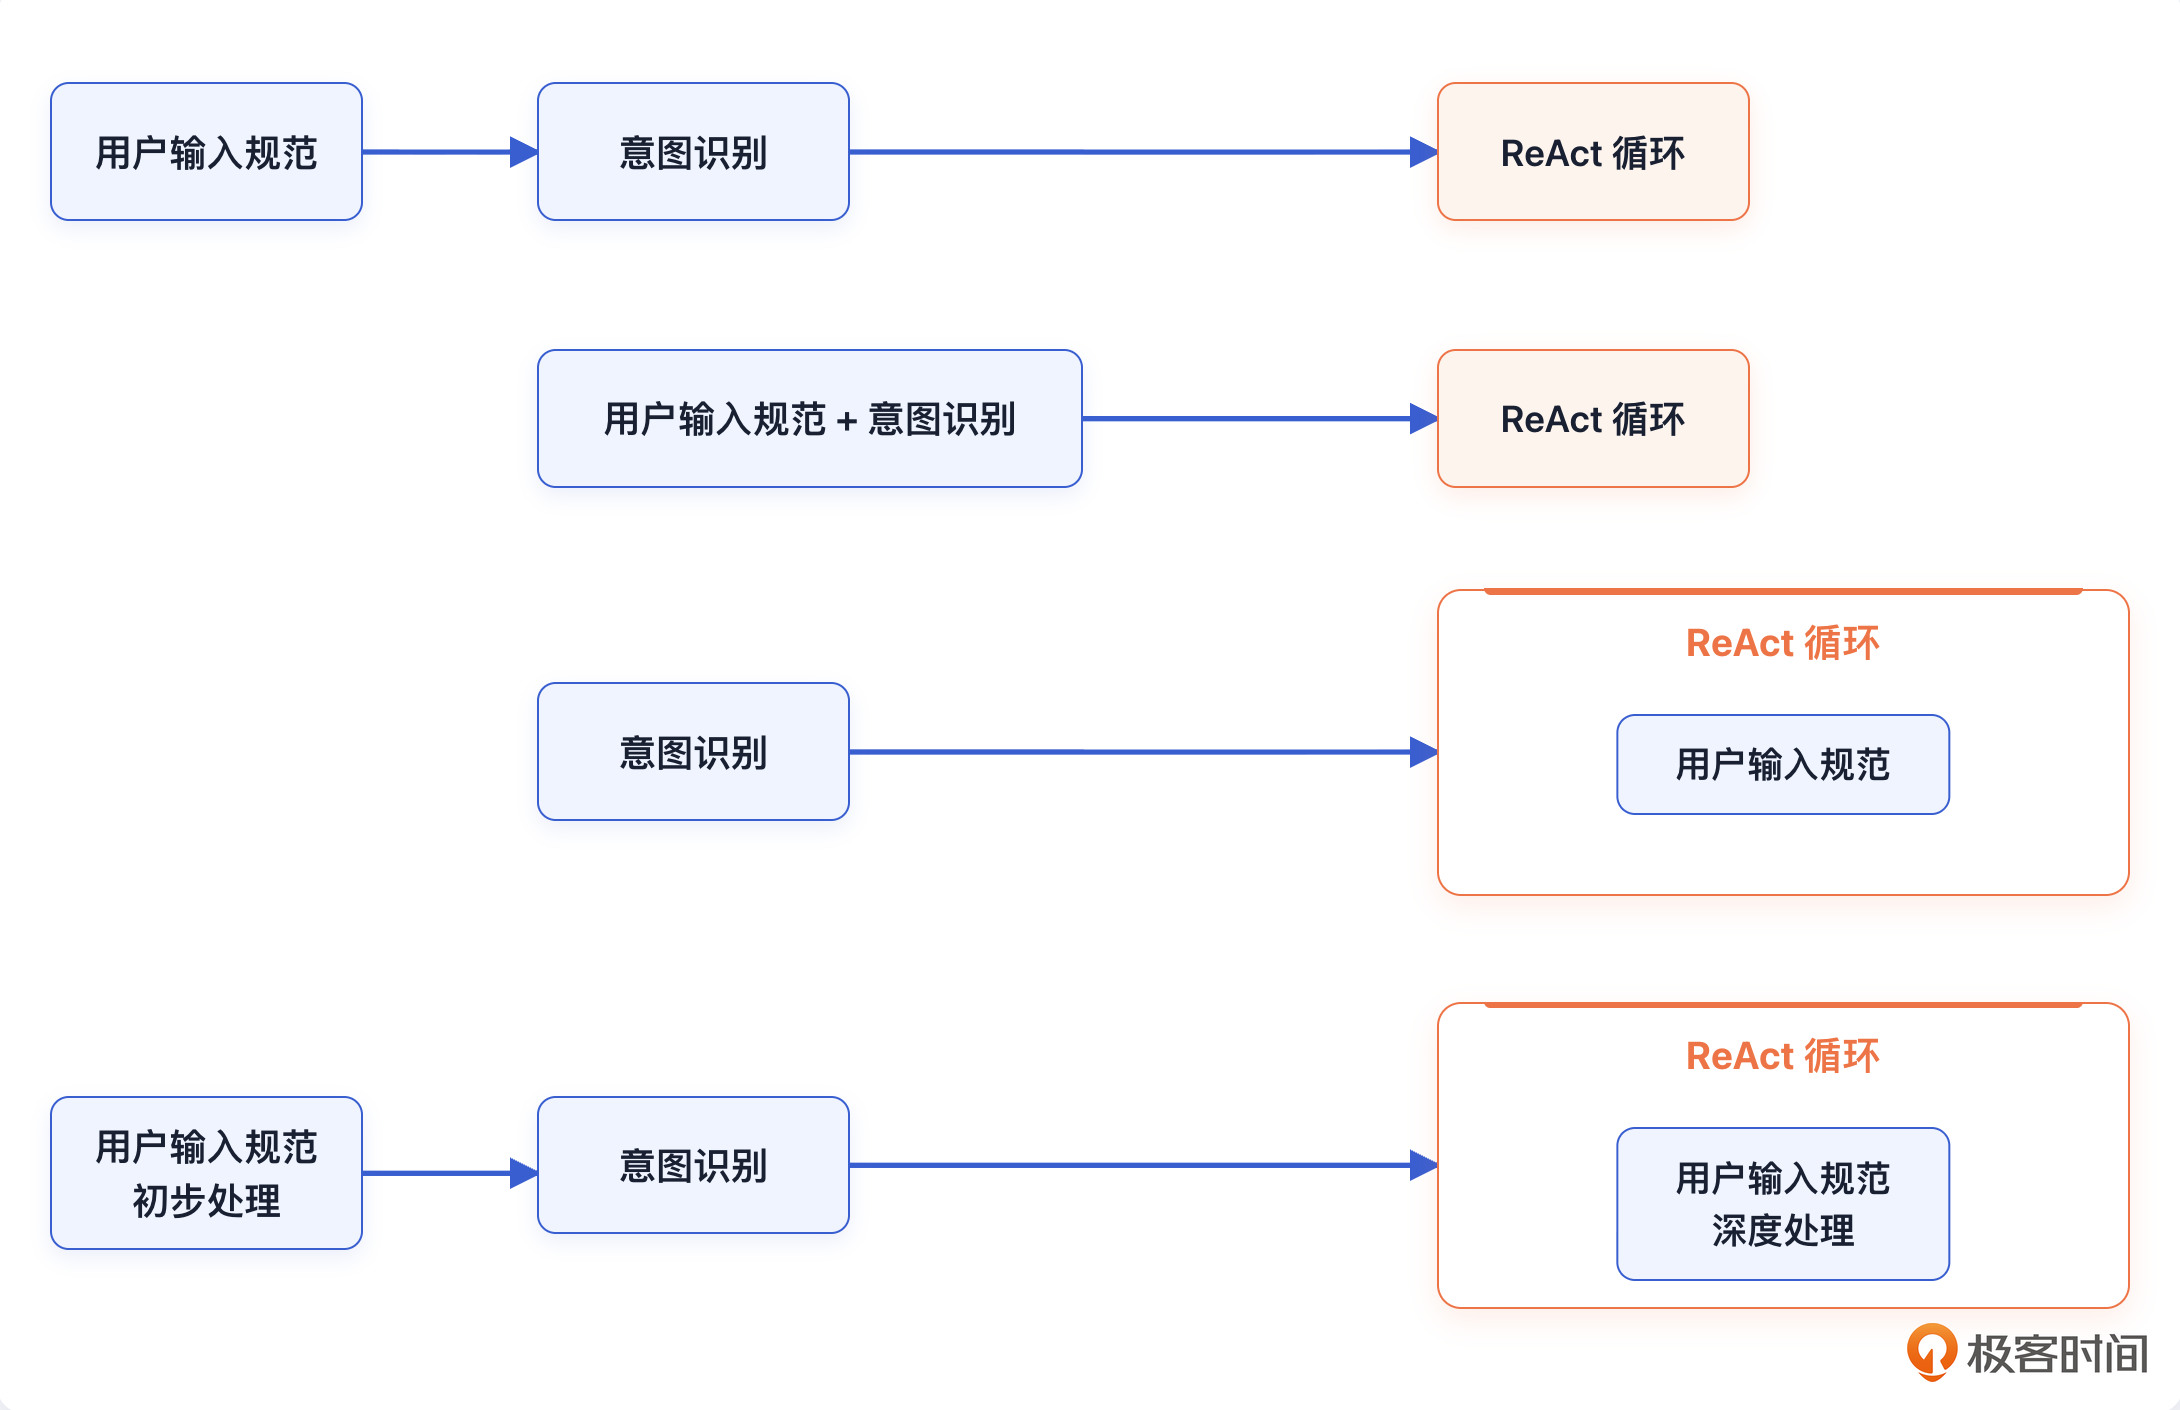 用户输入规范
意图识别
ReAct 循环
用户输入规范 + 意图识别
ReAct 循环
意图识别
ReAct 循环
用户输入规范
用户输入规范
初步处理
意图识别
ReAct 循环
用户输入规范
深度处理
极客时间